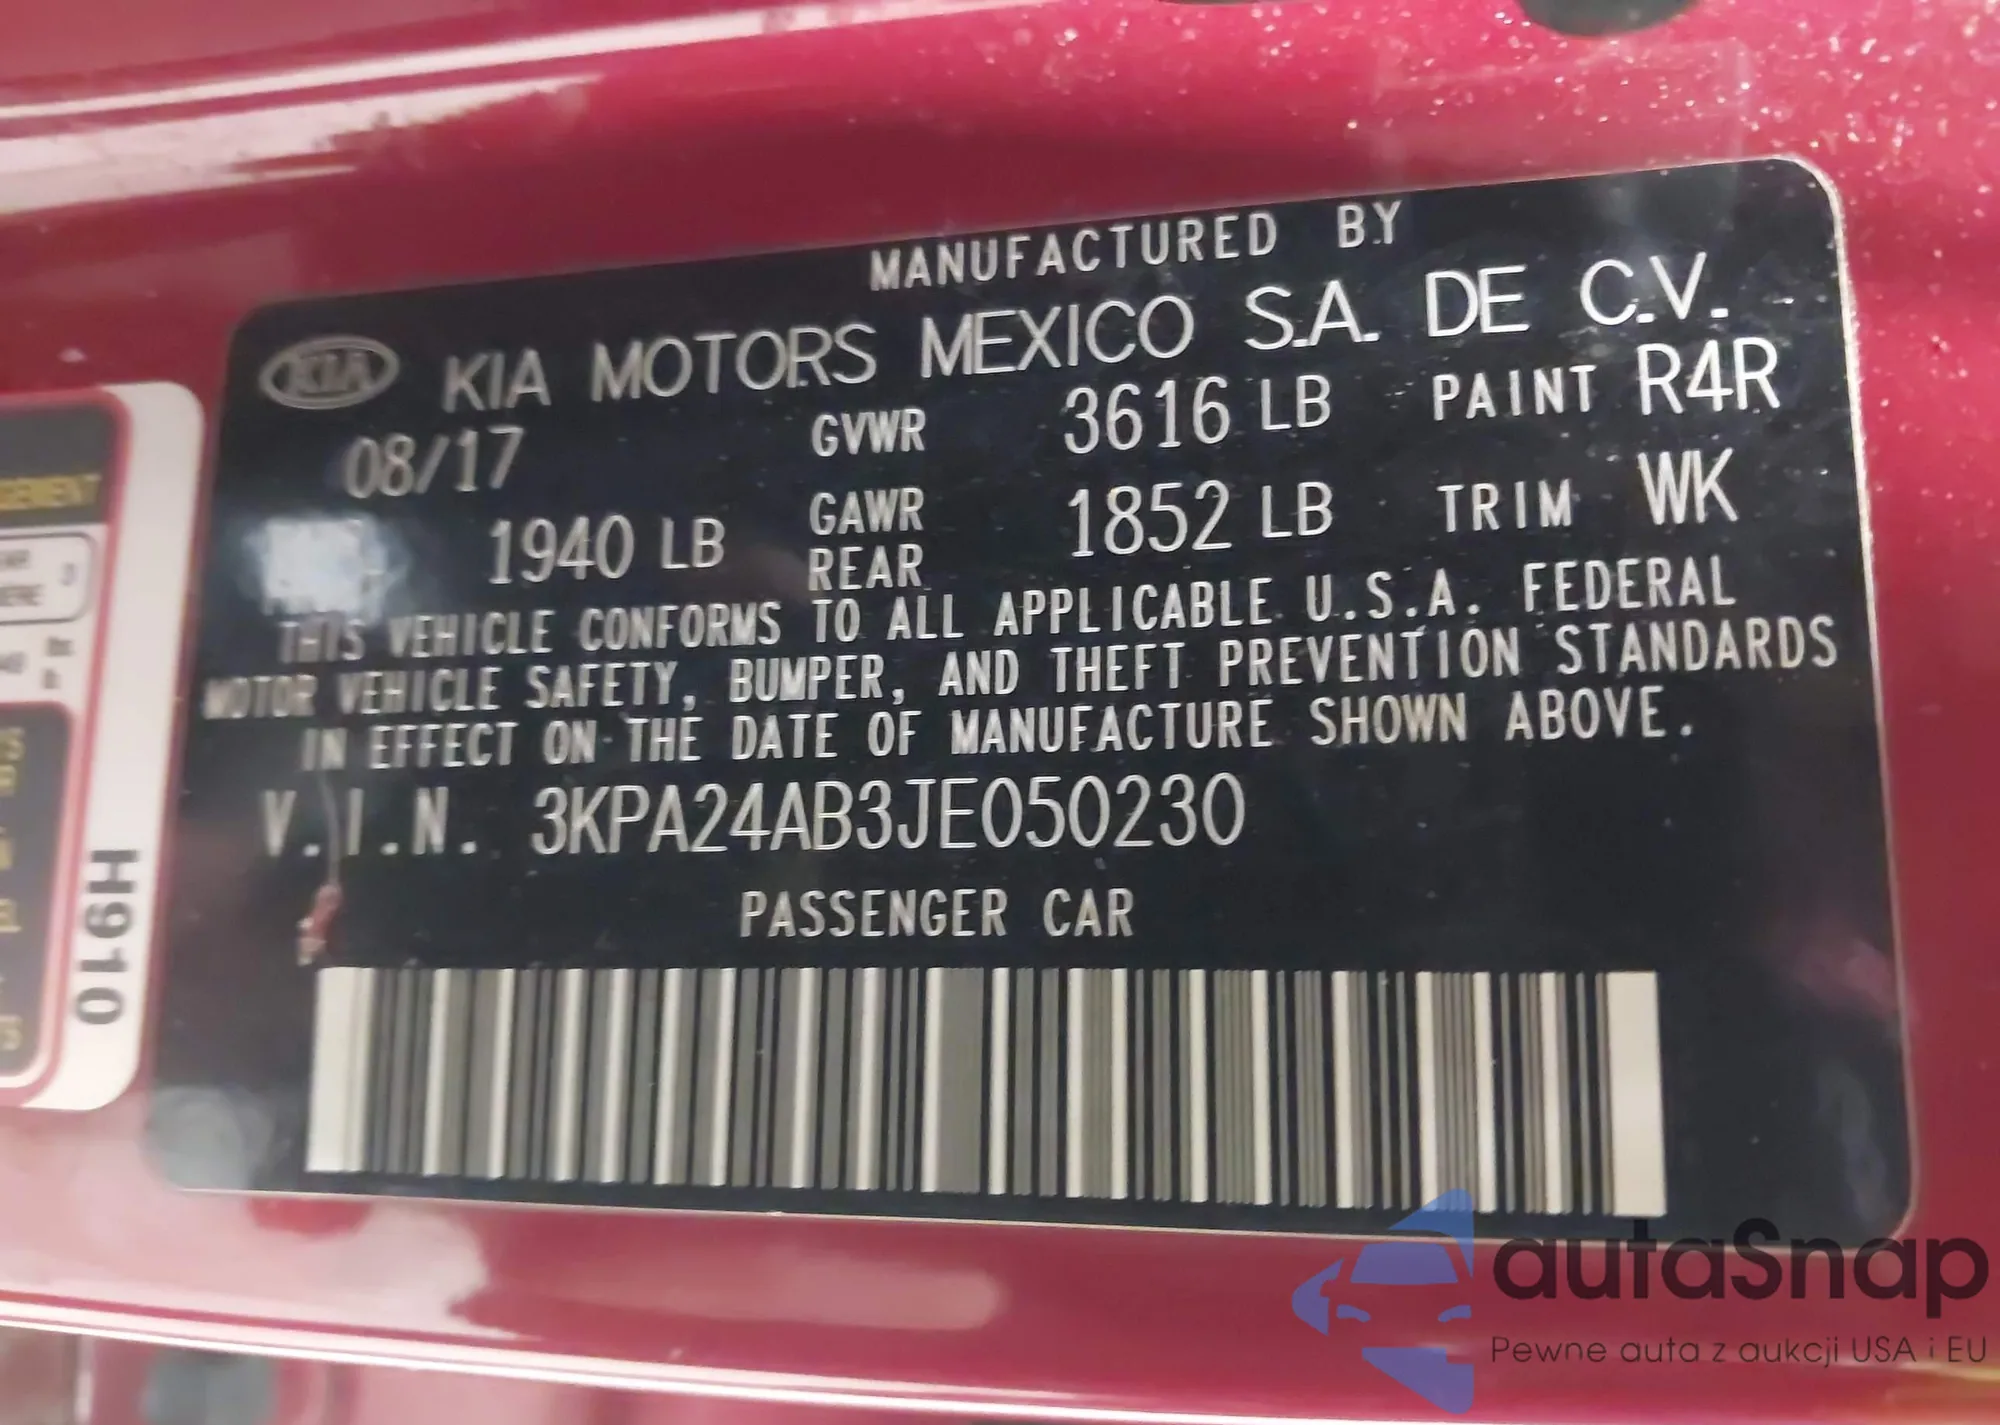 MANUFACTURED BY
KIA KIA MOTORS MEXICO S.A. DE C.V.
08/17 GVWR 3616 LB PAINT R4R
1940 LB GAWR REAR 1852 LB TRIM WK
THIS VEHICLE CONFORMS TO ALL APPLICABLE U.S.A. FEDERAL
MOTOR VEHICLE SAFETY, BUMPER, AND THEFT PREVENTION STANDARDS
IN EFFECT ON THE DATE OF MANUFACTURE SHOWN ABOVE.
V.I.N. 3KPA24AB3JE050230
PASSENGER CAR
H910
autaSnap
Pewne auta z aukcji USA i EU